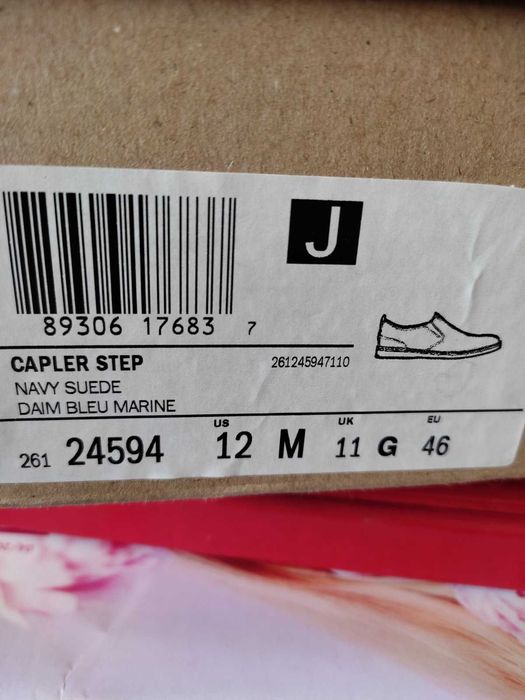 J
89306 17683 7
CAPLER STEP 261245947110
NAVY SUEDE
DAIM BLEU MARINE
US UK EU
261 24594 12 M 11 G 46